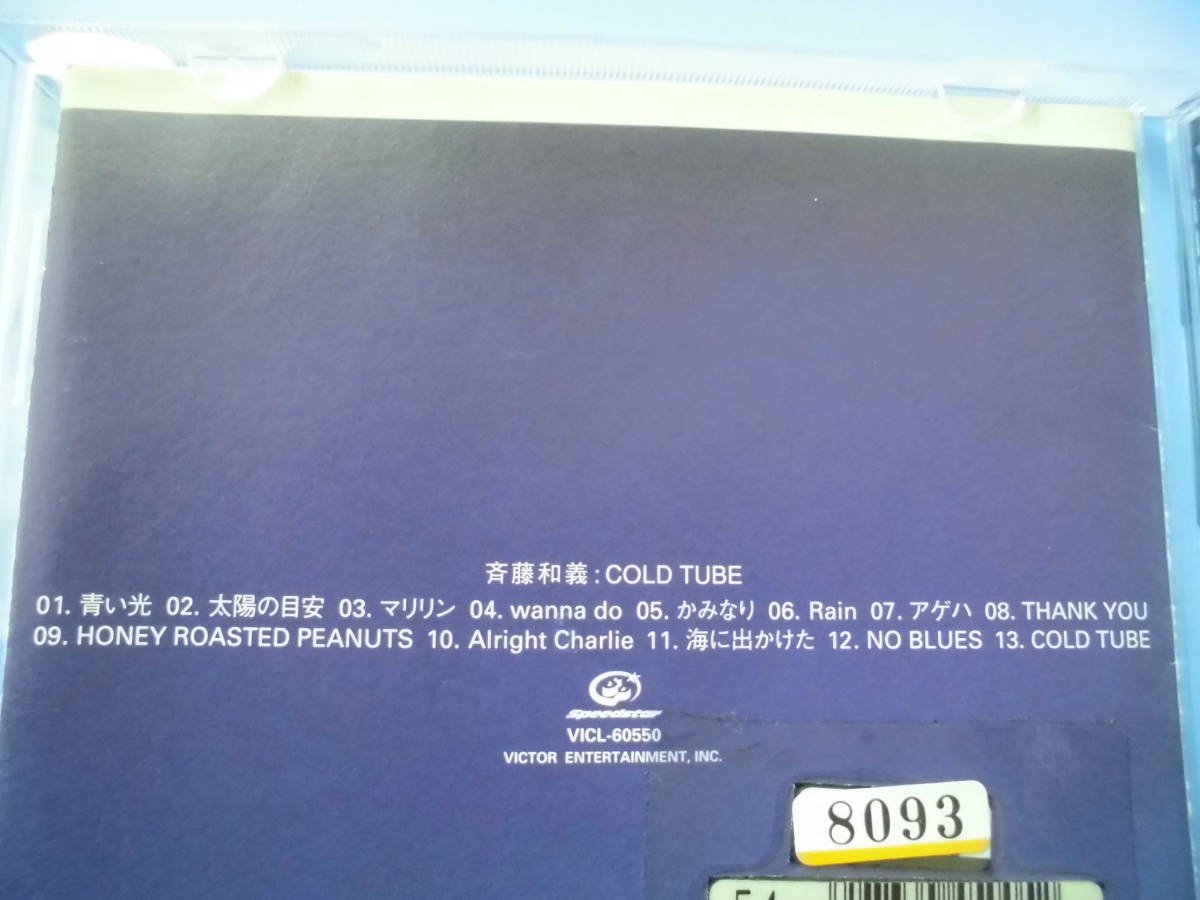 斉藤和義:COLD TUBE
01. 青い光 02. 太陽の目安 03. マリリン 04. wanna do 05. かみなり 06. Rain 07. アゲハ 08. THANK YOU
09. HONEY ROASTED PEANUTS 10. Alright Charlie 11. 海に出かけた 12. NO BLUES 13. COLD TUBE
Speedstar
VICL-60550
VICTOR ENTERTAINMENT, INC.
8093